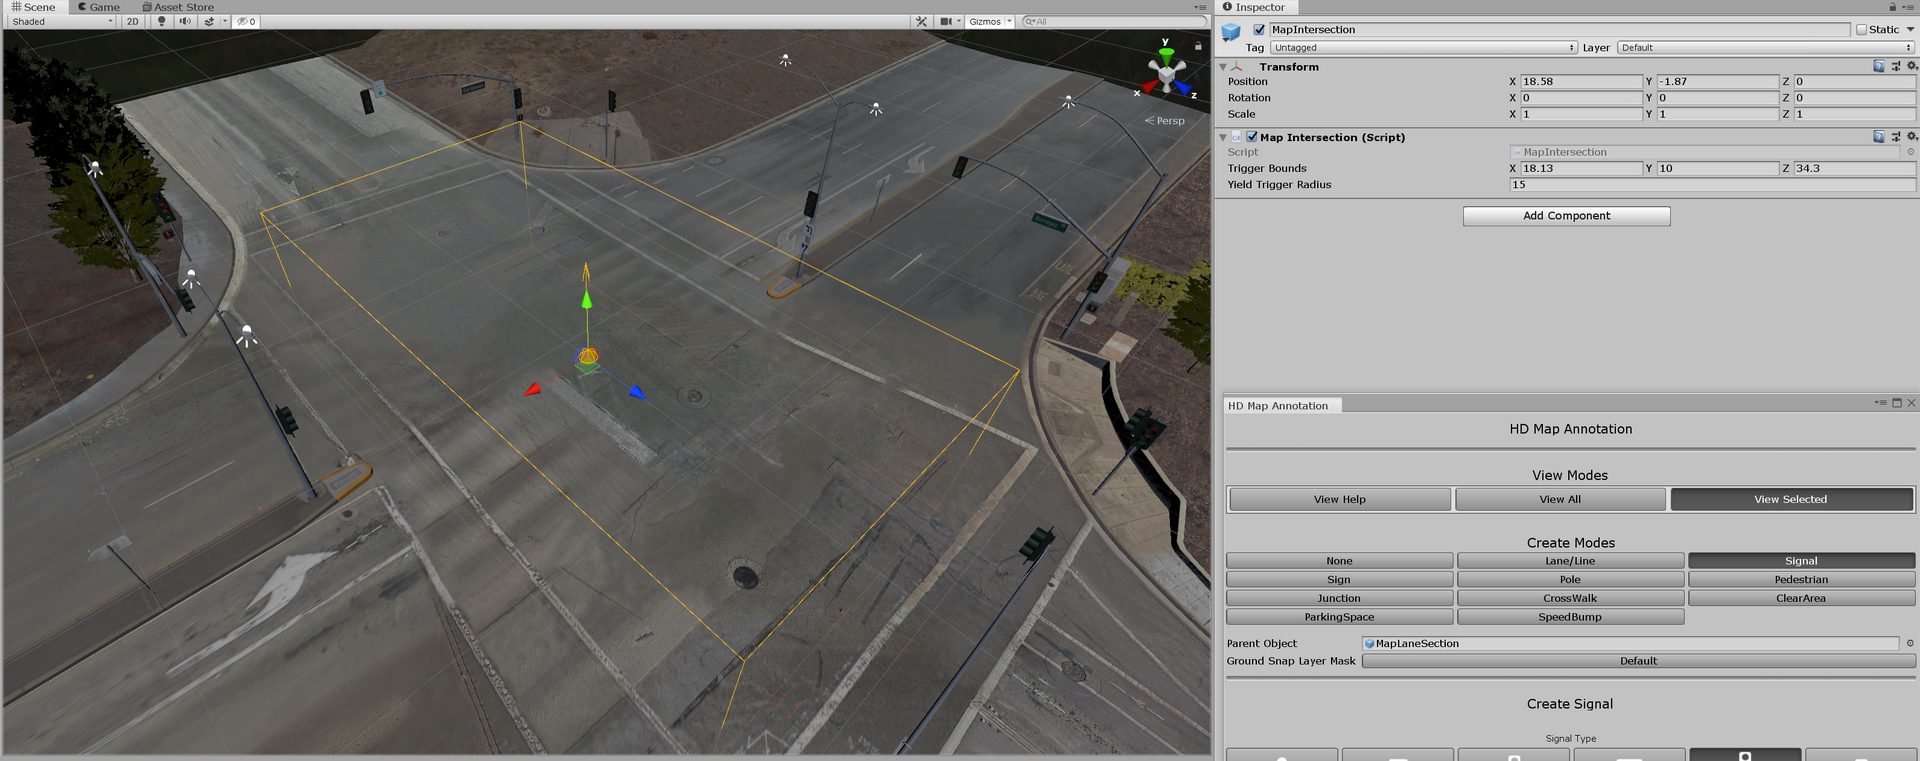 Scene Game Asset Store
Shaded 2D 0 Gizmos All
y
x
z
Persp
LANE
BIKE
Inspector
MapIntersection Static
Tag Untagged Layer Default
Transform
Position X 18.58 Y -1.87 Z 0
Rotation X 0 Y 0 Z 0
Scale X 1 Y 1 Z 1
Map Intersection (Script)
Script MapIntersection
Trigger Bounds X 18.13 Y 10 Z 34.3
Yield Trigger Radius 15
Add Component
HD Map Annotation
HD Map Annotation
View Modes
View Help View All View Selected
Create Modes
None Lane/Line Signal
Sign Pole Pedestrian
Junction CrossWalk ClearArea
ParkingSpace SpeedBump
Parent Object MapLaneSection
Ground Snap Layer Mask Default
Create Signal
Signal Type